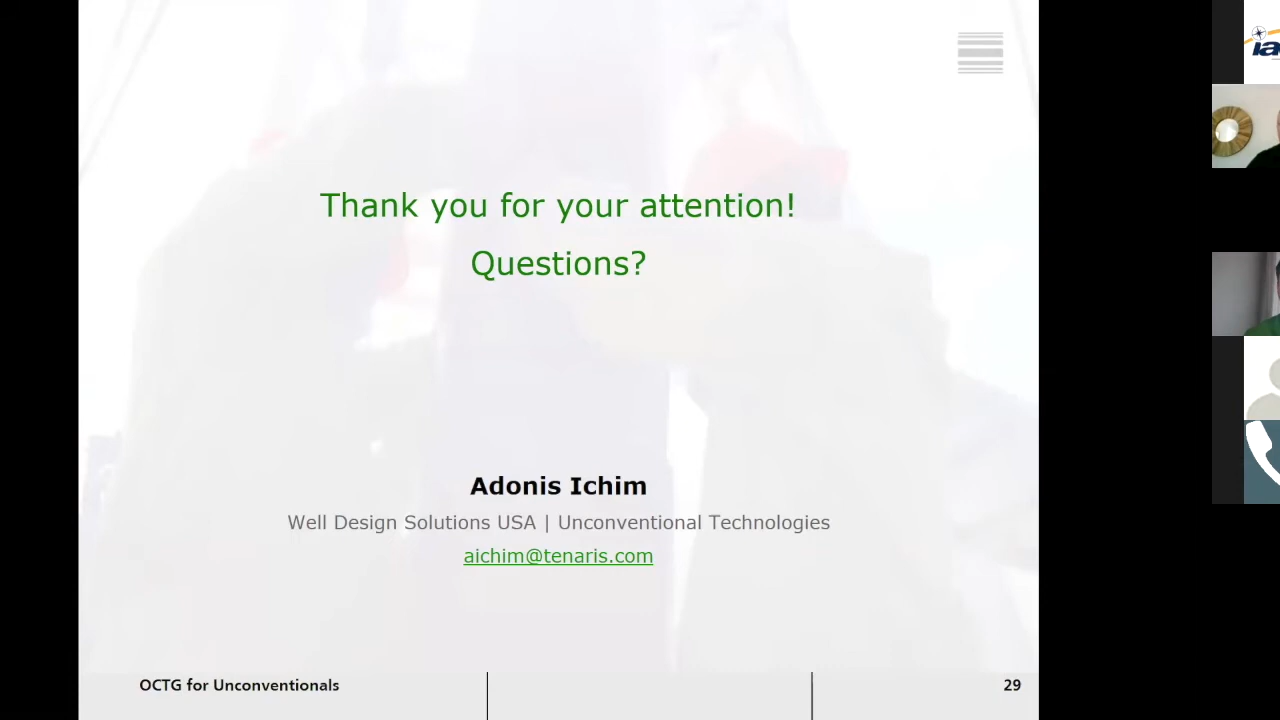 Thank you for your attention!
Questions?
Adonis Ichim
Well Design Solutions USA | Unconventional Technologies
aichim@tenaris.com
OCTG for Unconventionals
29